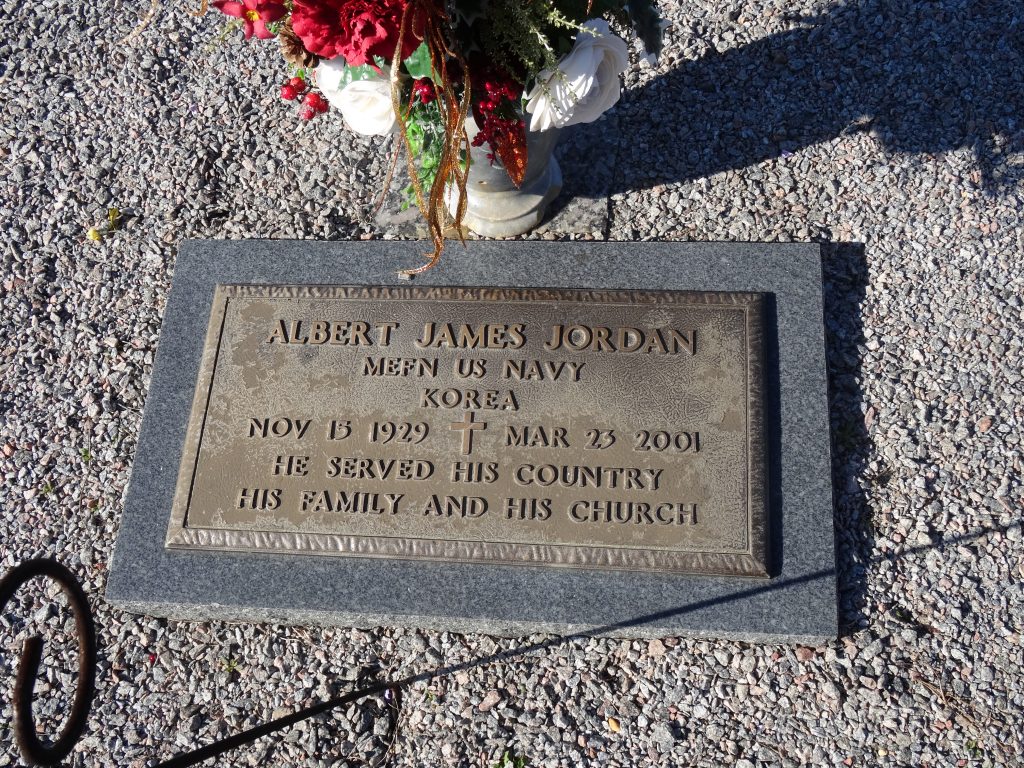 ALBERT JAMES JORDAN
MEFN US NAVY
KOREA
NOV 15 1929 MAR 23 2001
HE SERVED HIS COUNTRY
HIS FAMILY AND HIS CHURCH